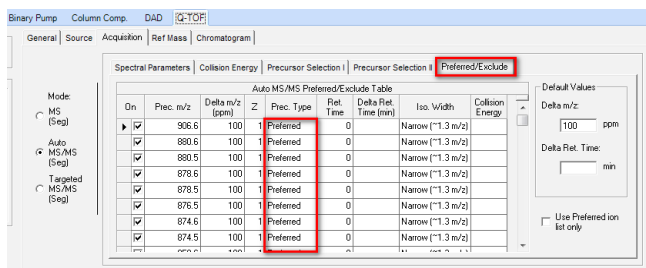 Binary Pump Column Comp. DAD Q-TOF
General Source Acquisition Ref Mass Chromatogram
Spectral Parameters Collision Energy Precursor Selection I Precursor Selection II Preferred/Exclude
Mode:
MS (Seg)
Auto MS/MS (Seg)
Targeted MS/MS (Seg)
Auto MS/MS Preferred/Exclude Table
On Prec. m/z Delta m/z (ppm) Z Prec. Type Ret. Time Delta Ret. Time (min) Iso. Width Collision Energy
906.6 100 1 Preferred 0 Narrow (~1.3 m/z)
880.6 100 1 Preferred 0 Narrow (~1.3 m/z)
880.5 100 1 Preferred 0 Narrow (~1.3 m/z)
878.6 100 1 Preferred 0 Narrow (~1.3 m/z)
878.5 100 1 Preferred 0 Narrow (~1.3 m/z)
876.5 100 1 Preferred 0 Narrow (~1.3 m/z)
874.6 100 1 Preferred 0 Narrow (~1.3 m/z)
874.5 100 1 Preferred 0 Narrow (~1.3 m/z)
Default Values
Delta m/z:
100 ppm
Delta Ret. Time:
min
Use Preferred ion
list only